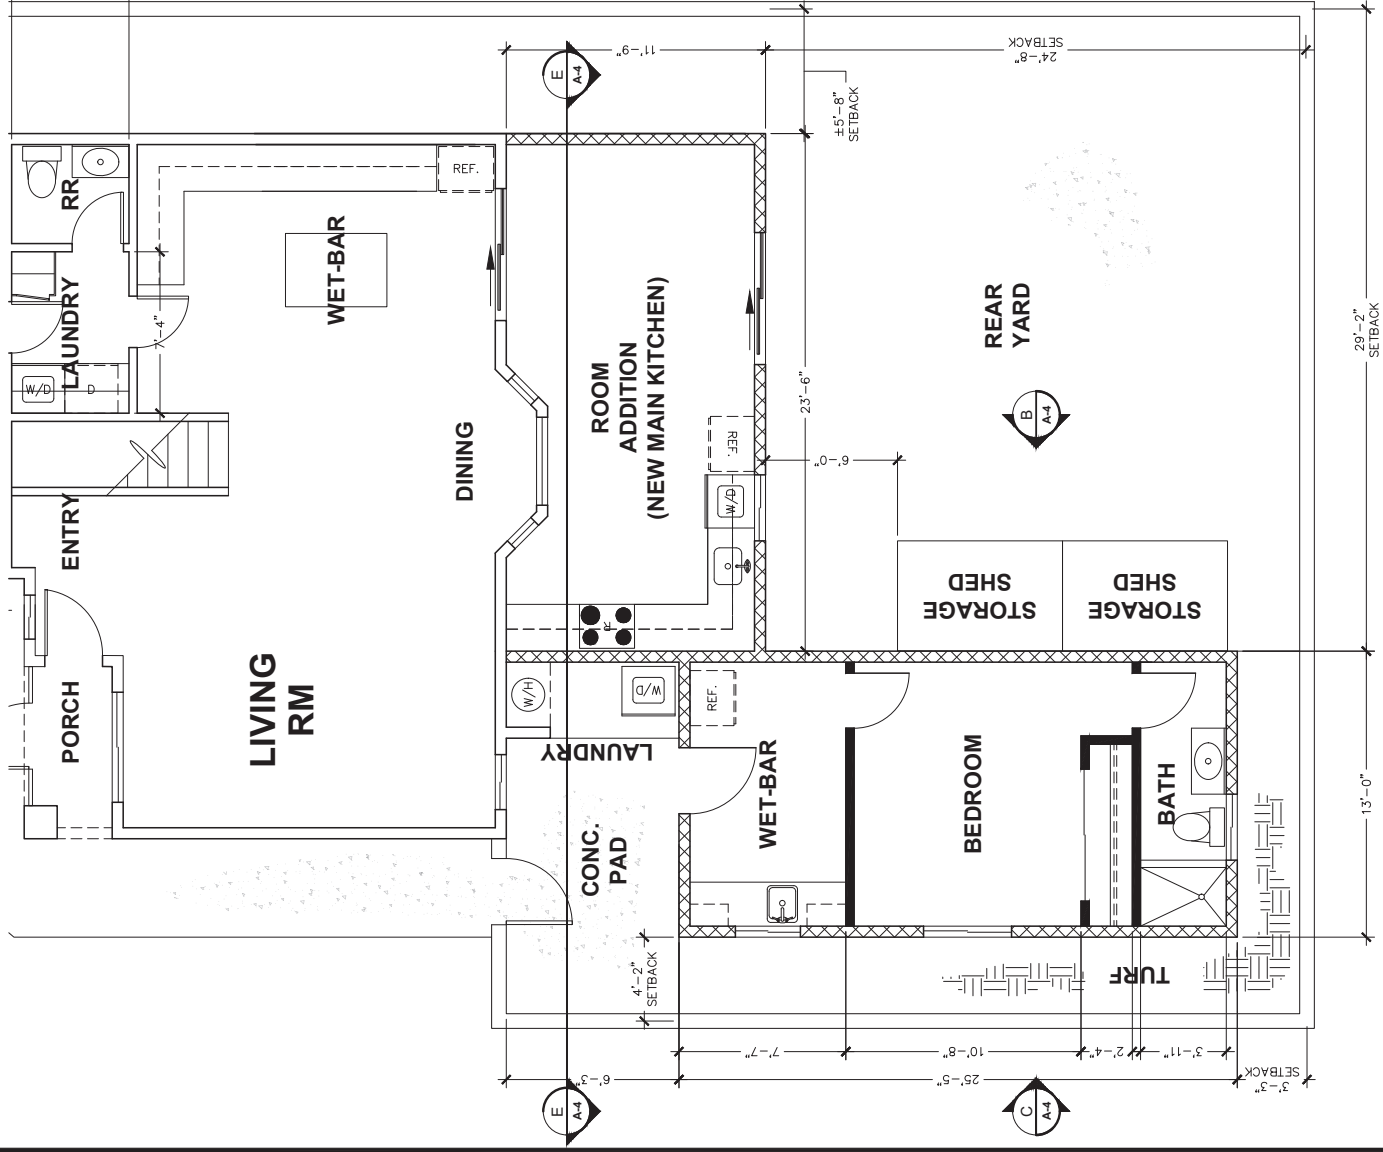 11'-9"
24'-8"
SETBACK
E
A-4
±5'-8"
SETBACK
RR
REF.
LAUNDRY
W/D
D
7'-4"
WET-BAR
ROOM
ADDITION
(NEW MAIN KITCHEN)
REAR
YARD
29'-2"
SETBACK
23'-6"
B
A-4
DINING
REF.
W/D
6'-0"
ENTRY
R
STORAGE
SHED
STORAGE
SHED
PORCH
LIVING
RM
W/H
W/D
LAUNDRY
REF.
WET-BAR
BEDROOM
BATH
13'-0"
CONC.
PAD
4'-2"
SETBACK
TURF
7'-7"
10'-8"
2'-4"
3'-11"
6'-3"
25'-5"
3'-3"
SETBACK
E
A-4
C
A-4